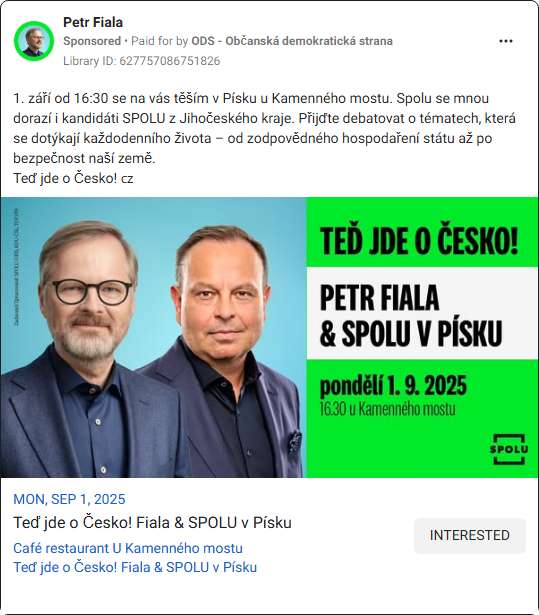 Petr Fiala
Sponsored • Paid for by ODS - Občanská demokratická strana
Library ID: 627757086751826
1. září od 16:30 se na vás těším v Písku u Kamenného mostu. Spolu se mnou
dorazí i kandidáti SPOLU z Jihočeského kraje. Přijďte debatovat o tématech, která
se dotýkají každodenního života – od zodpovědného hospodaření státu až po
bezpečnost naší země.
Teď jde o Česko! cz
TEĎ JDE O ČESKO!
PETR FIALA
& SPOLU V PÍSKU
pondělí 1. 9. 2025
16.30 u Kamenného mostu
SPOLU
MON, SEP 1, 2025
Teď jde o Česko! Fiala & SPOLU v Písku
INTERESTED
Café restaurant U Kamenného mostu
Teď jde o Česko! Fiala & SPOLU v Písku